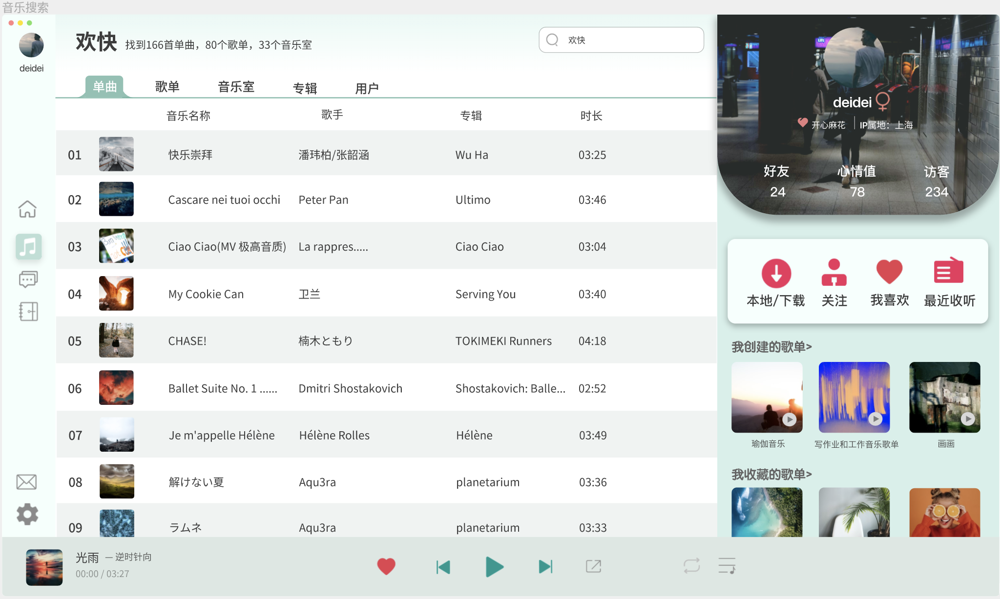 音乐搜索
deidei
欢快 找到166首单曲，80个歌单，33个音乐室
欢快
单曲 歌单 音乐室 专辑 用户
音乐名称 歌手 专辑 时长
01 快乐崇拜 潘玮柏/张韶涵 Wu Ha 03:25
02 Cascare nei tuoi occhi Peter Pan Ultimo 03:46
03 Ciao Ciao(MV 极高音质) La rappres..... Ciao Ciao 03:04
04 My Cookie Can 卫兰 Serving You 03:40
05 CHASE! 楠木ともり TOKIMEKI Runners 04:18
06 Ballet Suite No. 1 ...... Dmitri Shostakovich Shostakovich: Balle... 02:52
07 Je m'appelle Hélène Hélène Rolles Hélène 03:49
08 解けない夏 Aqu3ra planetarium 03:36
09 ラムネ Aqu3ra planetarium 03:33
Lift
deidei
开心麻花 IP属地：上海
好友 心情值 访客
24 78 234
本地/下载 关注 我喜欢 最近收听
我创建的歌单>
瑜伽音乐 写作业和工作音乐歌单 画画
我收藏的歌单>
光雨 — 逆时针向
00:00 / 03:27